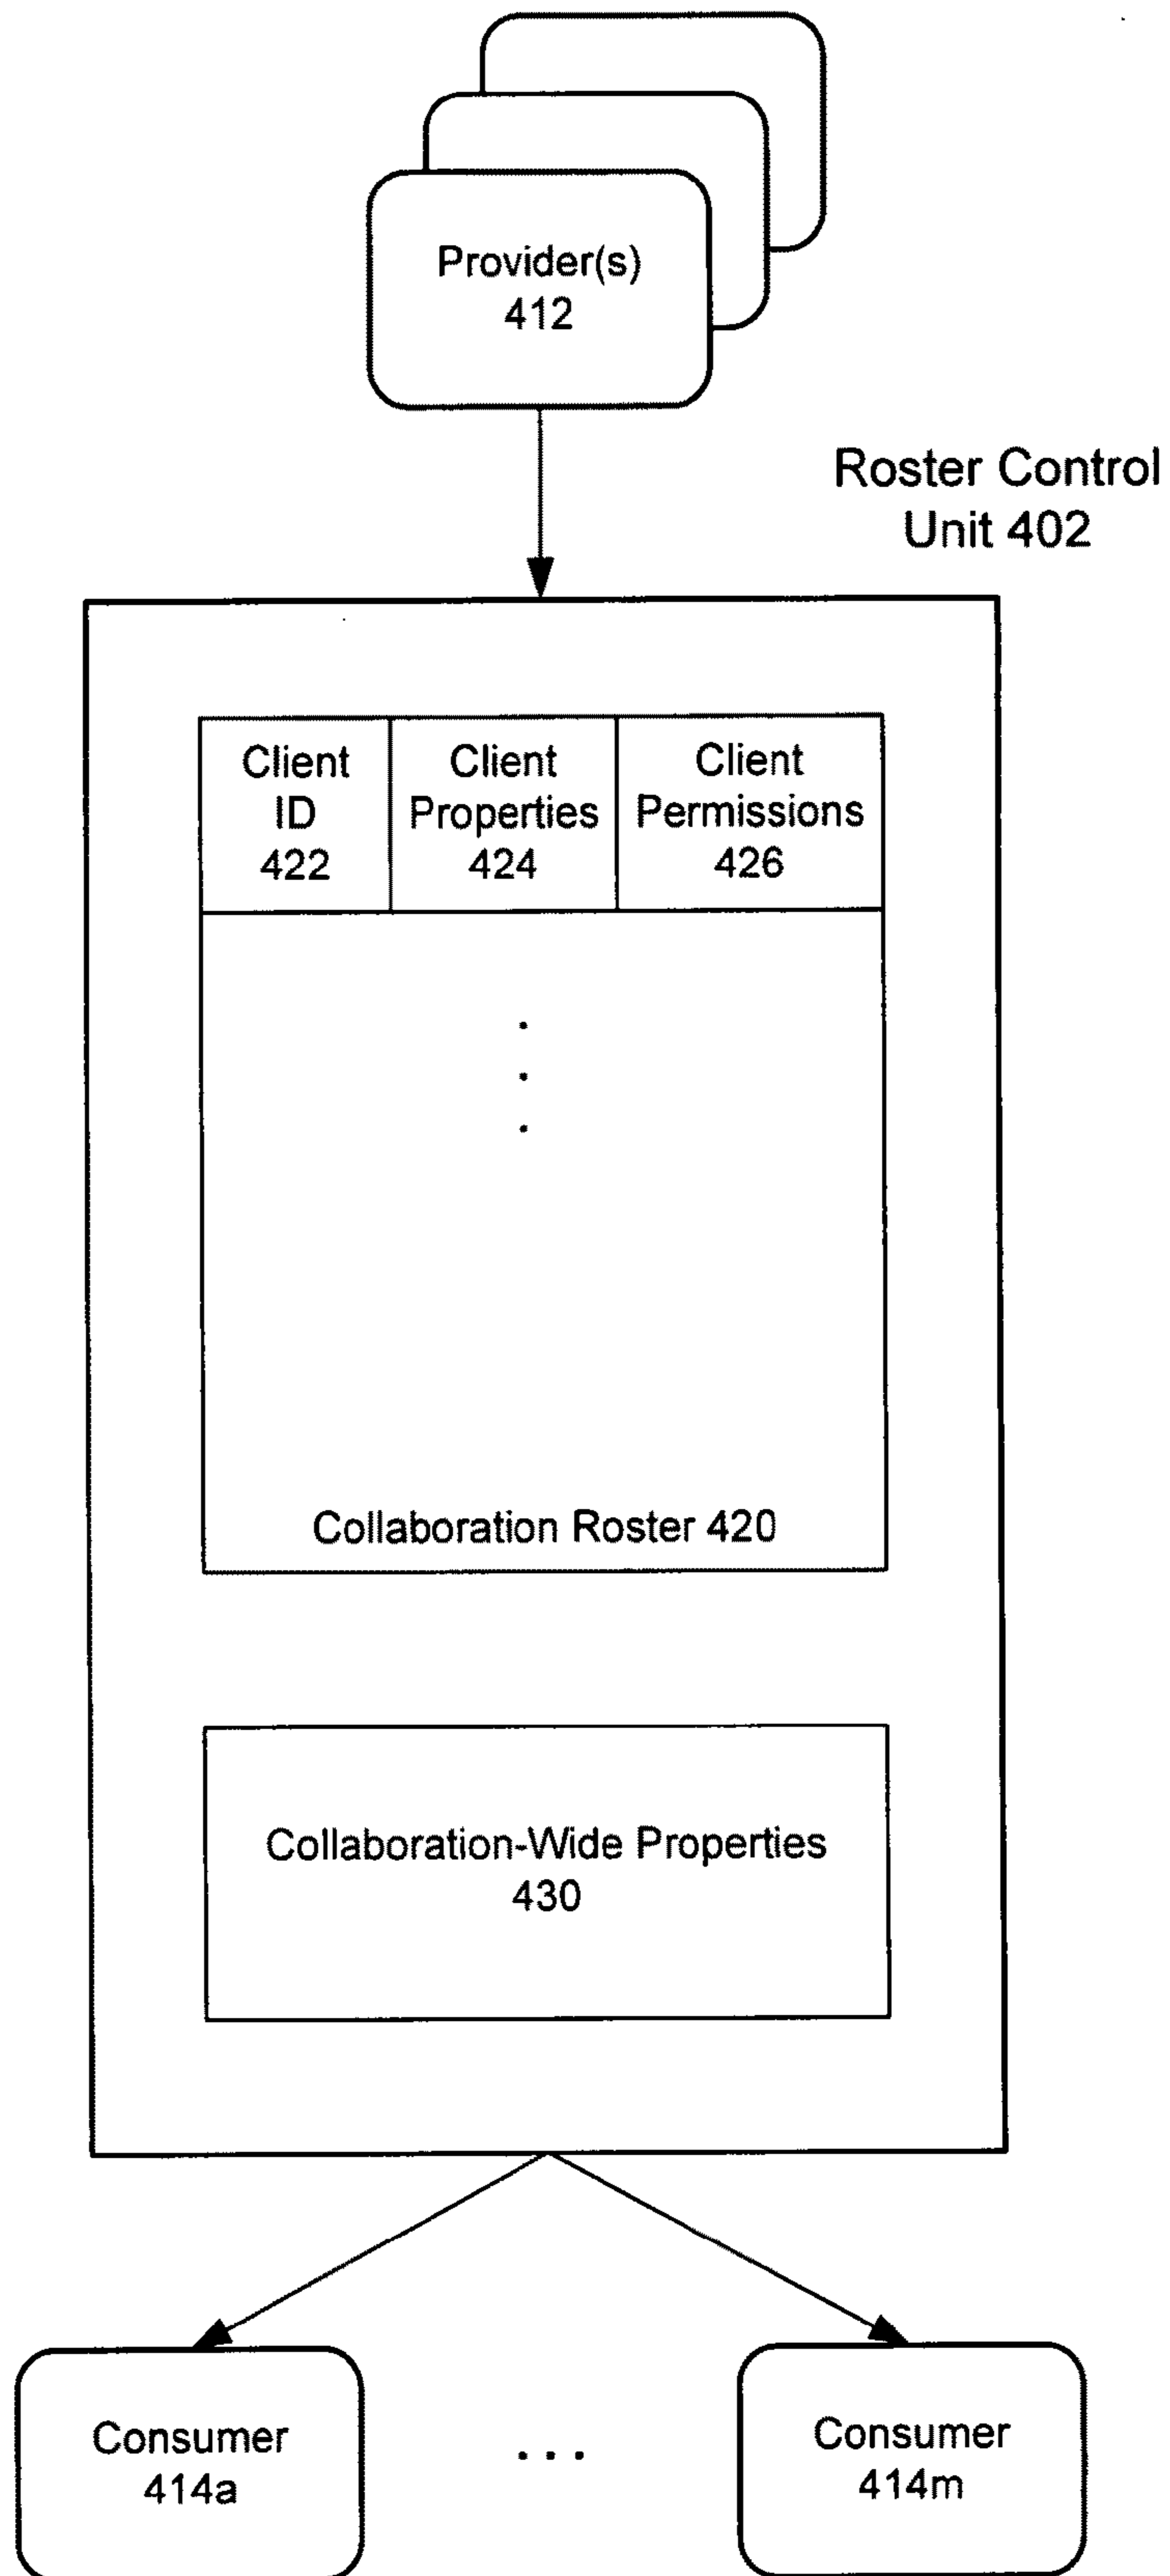 Provider(s)
412
Roster Control
Unit 402
Client
ID
422
Client
Properties
424
Client
Permissions
426
.
.
.
Collaboration Roster 420
Collaboration-Wide Properties
430
Consumer
414a
...
Consumer
414m